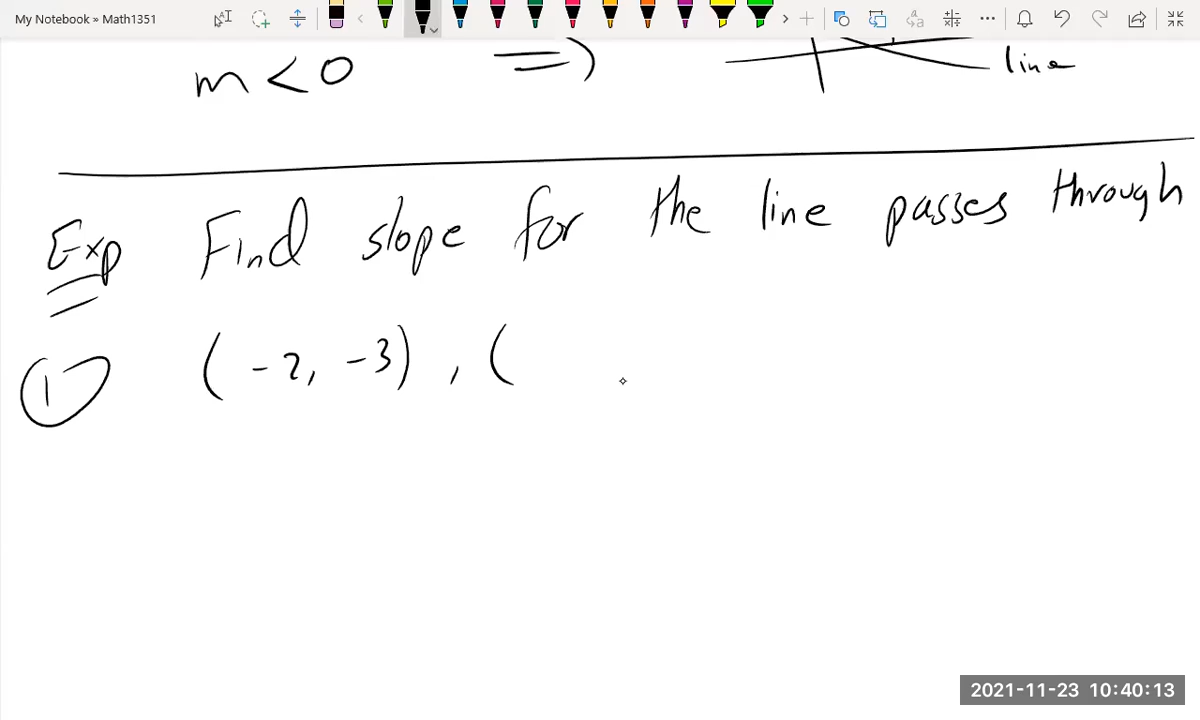 My Notebook » Math1351
m < 0 => line
Exp Find slope for the line passes through
① (-2, -3), (
2021-11-23 10:40:13